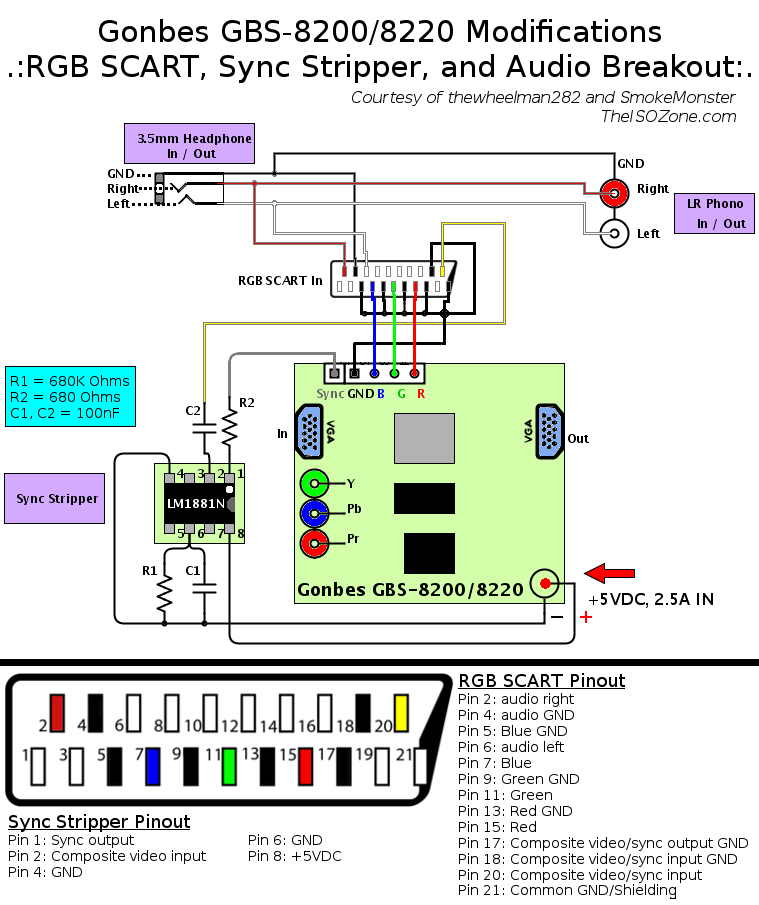 Gonbes GBS-8200/8220 Modifications
.:RGB SCART, Sync Stripper, and Audio Breakout:.
Courtesy of thewheelman282 and SmokeMonster
TheISOZone.com
3.5mm Headphone
In / Out
GND
Right
Left
GND
Right
Left
LR Phono
In / Out
RGB SCART In
R1 = 680K Ohms
R2 = 680 Ohms
C1, C2 = 100nF
Sync GND B G R
C2
R2
In
VGA
VGA
Out
Sync Stripper
4 3 2 1
LM1881N
5 6 7 8
Y
Pb
Pr
R1
C1
Gonbes GBS-8200/8220
+5VDC, 2.5A IN
− +
2 4 6 8 10 12 14 16 18 20
1 3 5 7 9 11 13 15 17 19 21
RGB SCART Pinout
Pin 2: audio right
Pin 4: audio GND
Pin 5: Blue GND
Pin 6: audio left
Pin 7: Blue
Pin 9: Green GND
Pin 11: Green
Pin 13: Red GND
Pin 15: Red
Pin 17: Composite video/sync output GND
Pin 18: Composite video/sync input GND
Pin 20: Composite video/sync input
Pin 21: Common GND/Shielding
Sync Stripper Pinout
Pin 1: Sync output
Pin 2: Composite video input
Pin 4: GND
Pin 6: GND
Pin 8: +5VDC